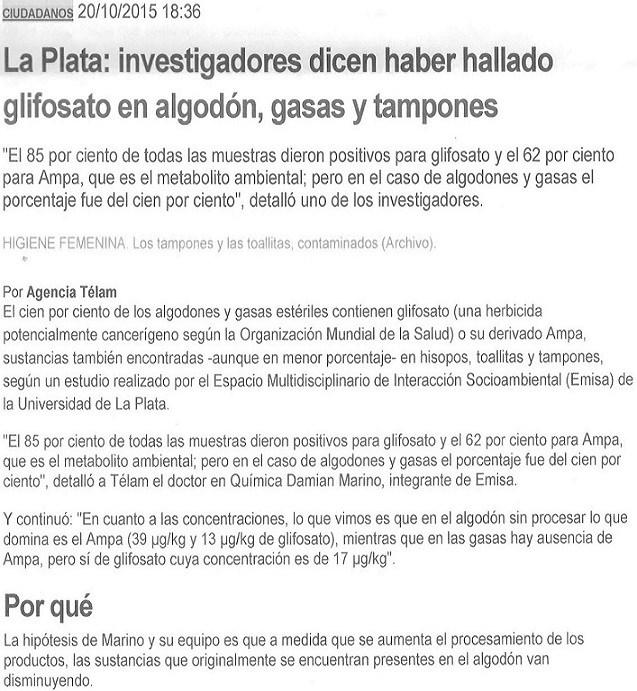 CIUDADANOS 20/10/2015 18:36
La Plata: investigadores dicen haber hallado
glifosato en algodón, gasas y tampones
"El 85 por ciento de todas las muestras dieron positivos para glifosato y el 62 por ciento
para Ampa, que es el metabolito ambiental; pero en el caso de algodones y gasas el
porcentaje fue del cien por ciento", detalló uno de los investigadores.
HIGIENE FEMENINA. Los tampones y las toallitas, contaminados (Archivo).
Por Agencia Télam
El cien por ciento de los algodones y gasas estériles contienen glifosato (una herbicida
potencialmente cancerígeno según la Organización Mundial de la Salud) o su derivado Ampa,
sustancias también encontradas -aunque en menor porcentaje- en hisopos, toallitas y tampones,
según un estudio realizado por el Espacio Multidisciplinario de Interacción Socioambiental (Emisa) de
la Universidad de La Plata.
"El 85 por ciento de todas las muestras dieron positivos para glifosato y el 62 por ciento para Ampa,
que es el metabolito ambiental; pero en el caso de algodones y gasas el porcentaje fue del cien por
ciento", detalló a Télam el doctor en Química Damian Marino, integrante de Emisa.
Y continuó: "En cuanto a las concentraciones, lo que vimos es que en el algodón sin procesar lo que
domina es el Ampa (39 µg/kg y 13 µg/kg de glifosato), mientras que en las gasas hay ausencia de
Ampa, pero sí de glifosato cuya concentración es de 17 µg/kg".
Por qué
La hipótesis de Marino y su equipo es que a medida que se aumenta el procesamiento de los
productos, las sustancias que originalmente se encuentran presentes en el algodón van
disminuyendo.